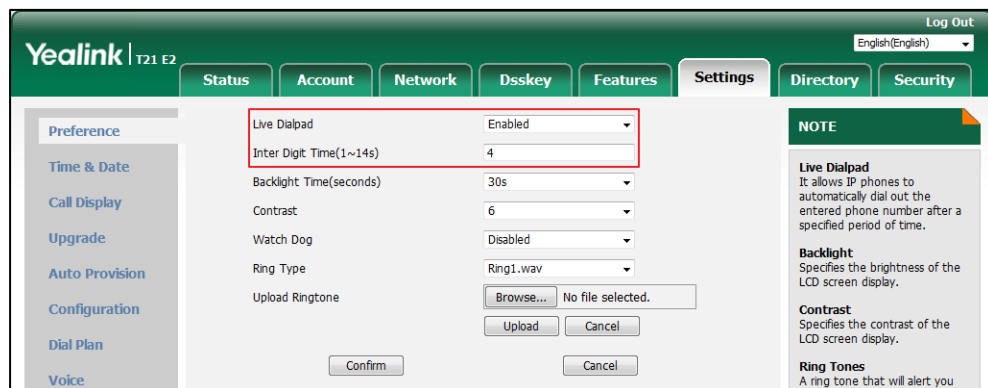 Log Out
Yealink | T21 E2
English(English)
Status Account Network Dsskey Features Settings Directory Security
Preference
Time & Date
Call Display
Upgrade
Auto Provision
Configuration
Dial Plan
Voice
Live Dialpad Enabled
Inter Digit Time(1~14s) 4
Backlight Time(seconds) 30s
Contrast 6
Watch Dog Disabled
Ring Type Ring1.wav
Upload Ringtone Browse... No file selected.
Upload Cancel
Confirm Cancel
NOTE
Live Dialpad
It allows IP phones to
automatically dial out the
entered phone number after a
specified period of time.
Backlight
Specifies the brightness of the
LCD screen display.
Contrast
Specifies the contrast of the
LCD screen display.
Ring Tones
A ring tone that will alert you